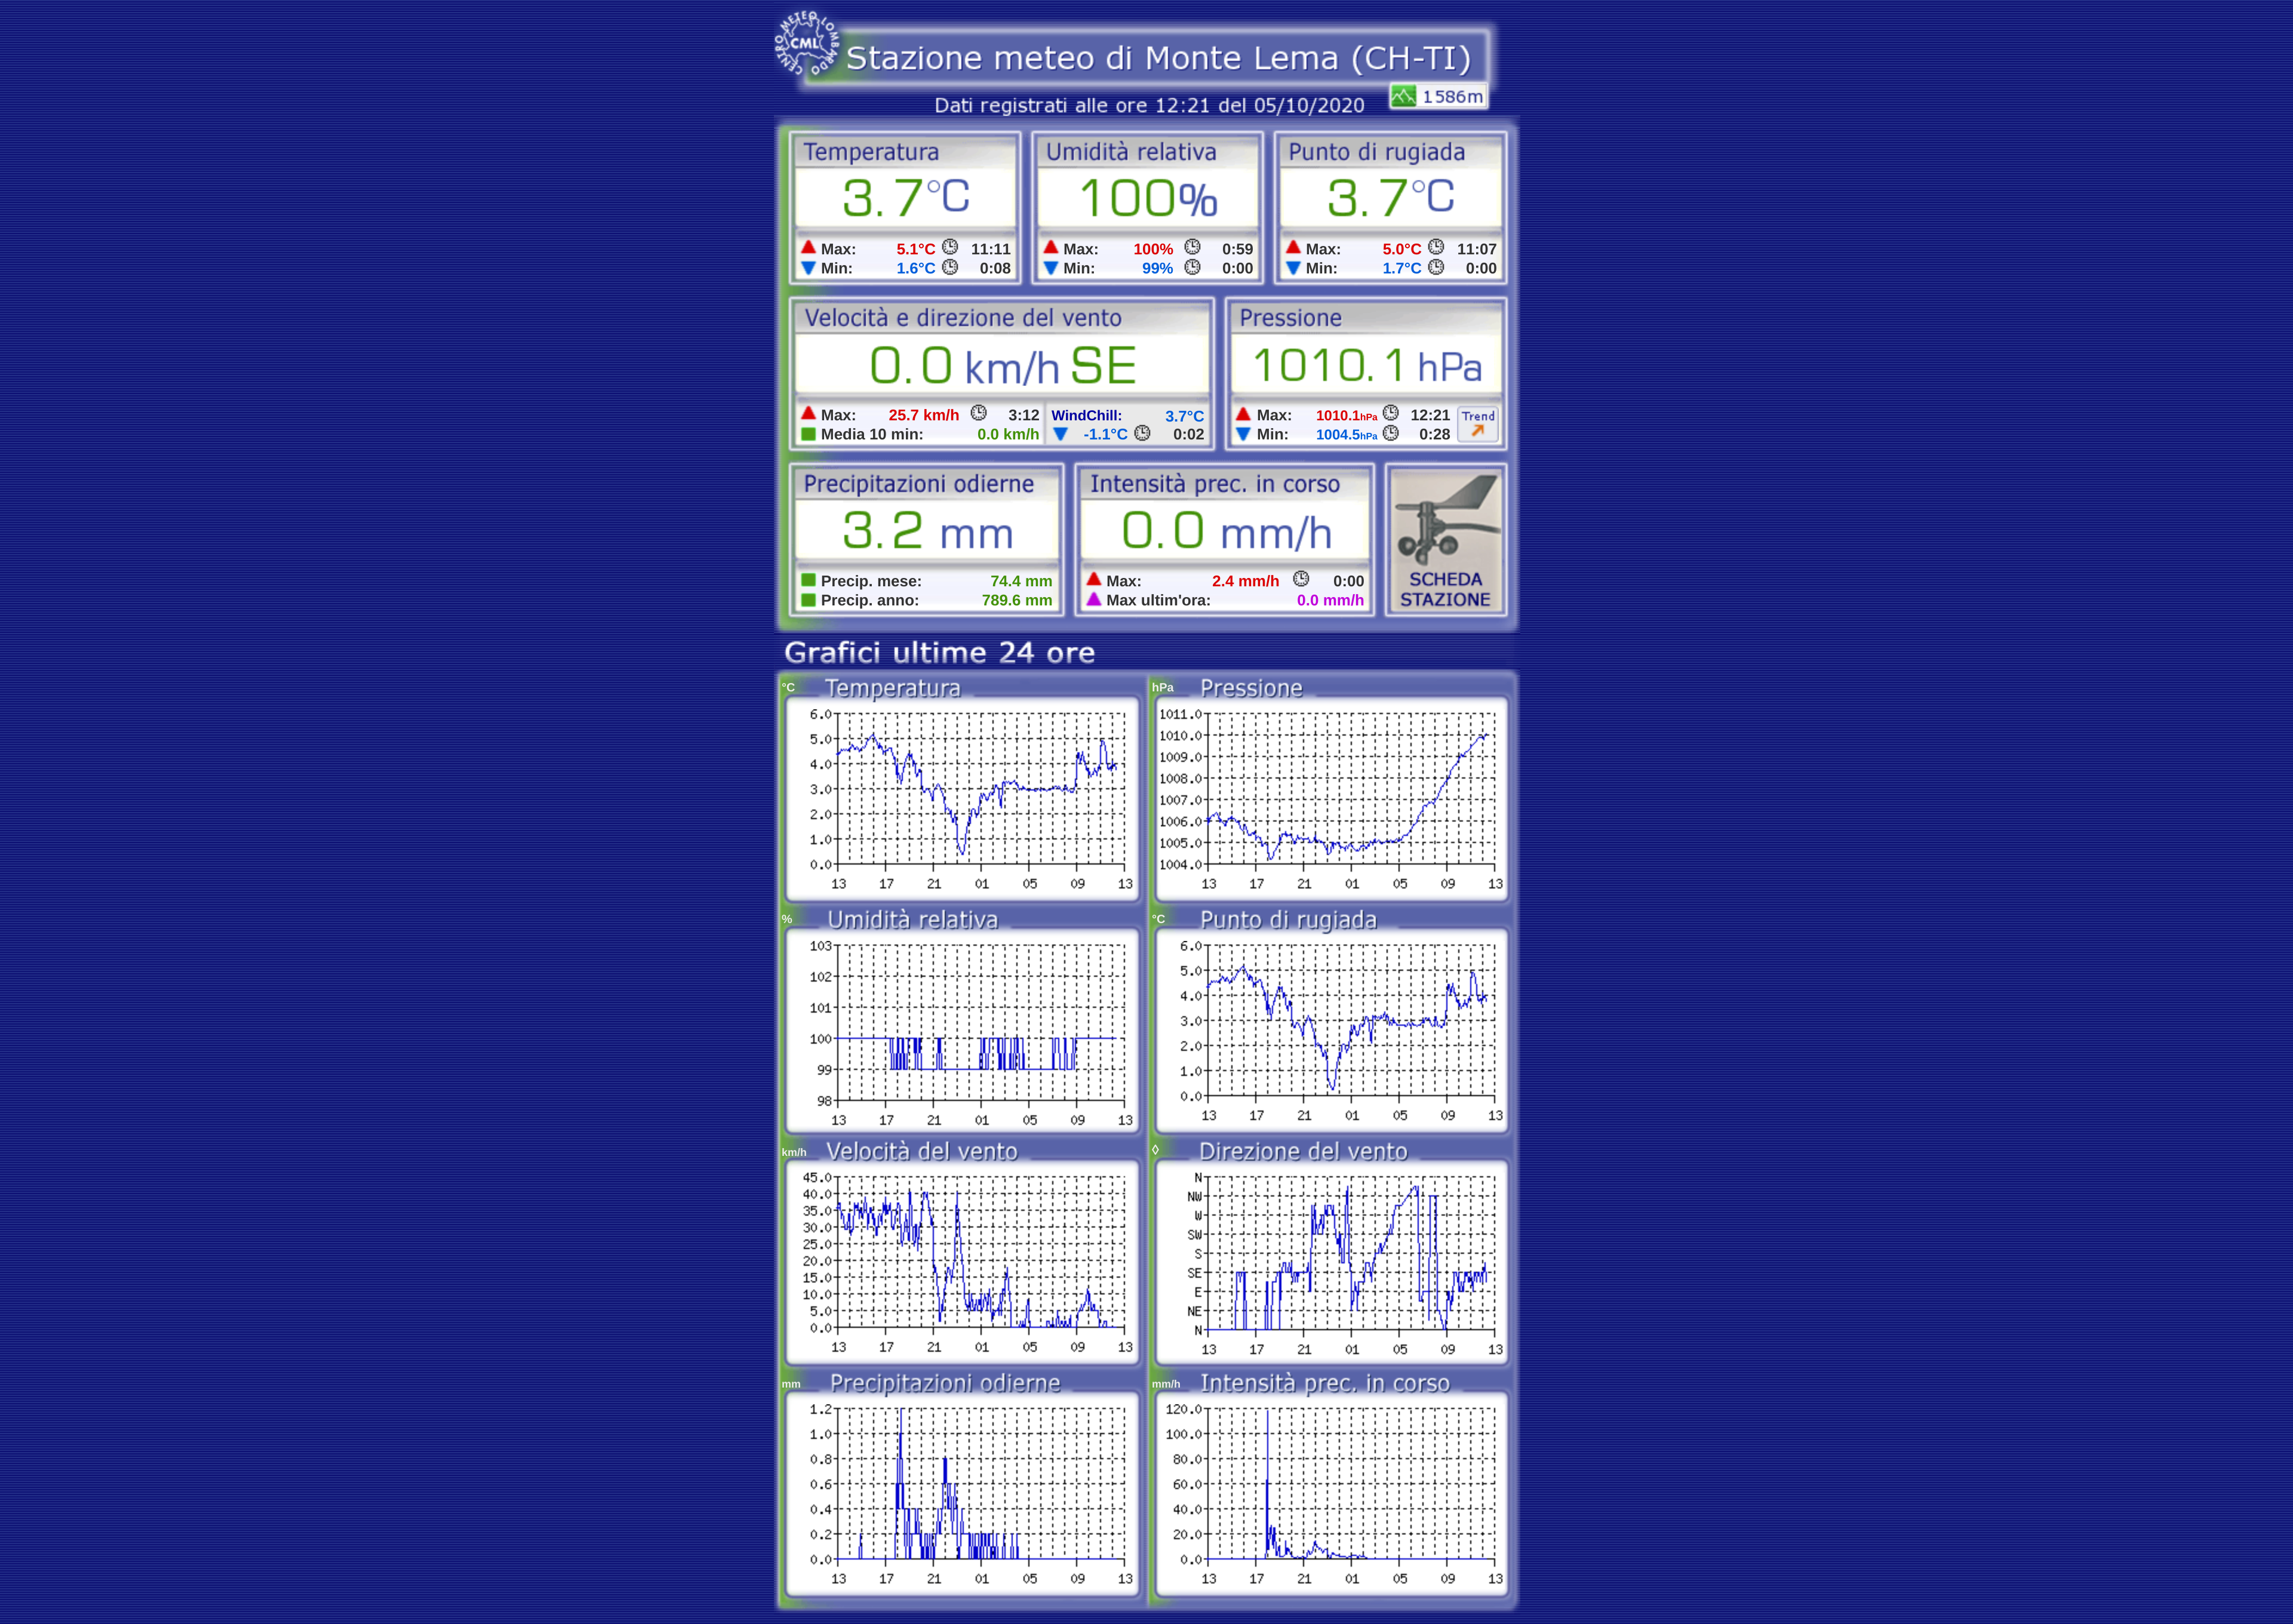 CENTRO METEO LOMBARDO
CML
Stazione meteo di Monte Lema (CH-TI)
Dati registrati alle ore 12:21 del 05/10/2020
1586m
Temperatura
3.7°C
Max: 5.1°C 11:11
Min: 1.6°C 0:08
Umidità relativa
100%
Max: 100% 0:59
Min: 99% 0:00
Punto di rugiada
3.7°C
Max: 5.0°C 11:07
Min: 1.7°C 0:00
Velocità e direzione del vento
0.0 km/h SE
Max: 25.7 km/h 3:12
Media 10 min: 0.0 km/h
WindChill: 3.7°C
-1.1°C 0:02
Pressione
1010.1 hPa
Max: 1010.1hPa 12:21
Min: 1004.5hPa 0:28
Trend
Precipitazioni odierne
3.2 mm
Precip. mese: 74.4 mm
Precip. anno: 789.6 mm
Intensità prec. in corso
0.0 mm/h
Max: 2.4 mm/h 0:00
Max ultim'ora: 0.0 mm/h
SCHEDA
STAZIONE
Grafici ultime 24 ore
°C Temperatura
6.0
5.0
4.0
3.0
2.0
1.0
0.0
13 17 21 01 05 09 13
hPa Pressione
1011.0
1010.0
1009.0
1008.0
1007.0
1006.0
1005.0
1004.0
13 17 21 01 05 09 13
% Umidità relativa
103
102
101
100
99
98
13 17 21 01 05 09 13
°C Punto di rugiada
6.0
5.0
4.0
3.0
2.0
1.0
0.0
13 17 21 01 05 09 13
km/h Velocità del vento
45.0
40.0
35.0
30.0
25.0
20.0
15.0
10.0
5.0
0.0
13 17 21 01 05 09 13
◊ Direzione del vento
N
NW
W
SW
S
SE
E
NE
N
13 17 21 01 05 09 13
mm Precipitazioni odierne
1.2
1.0
0.8
0.6
0.4
0.2
0.0
13 17 21 01 05 09 13
mm/h Intensità prec. in corso
120.0
100.0
80.0
60.0
40.0
20.0
0.0
13 17 21 01 05 09 13